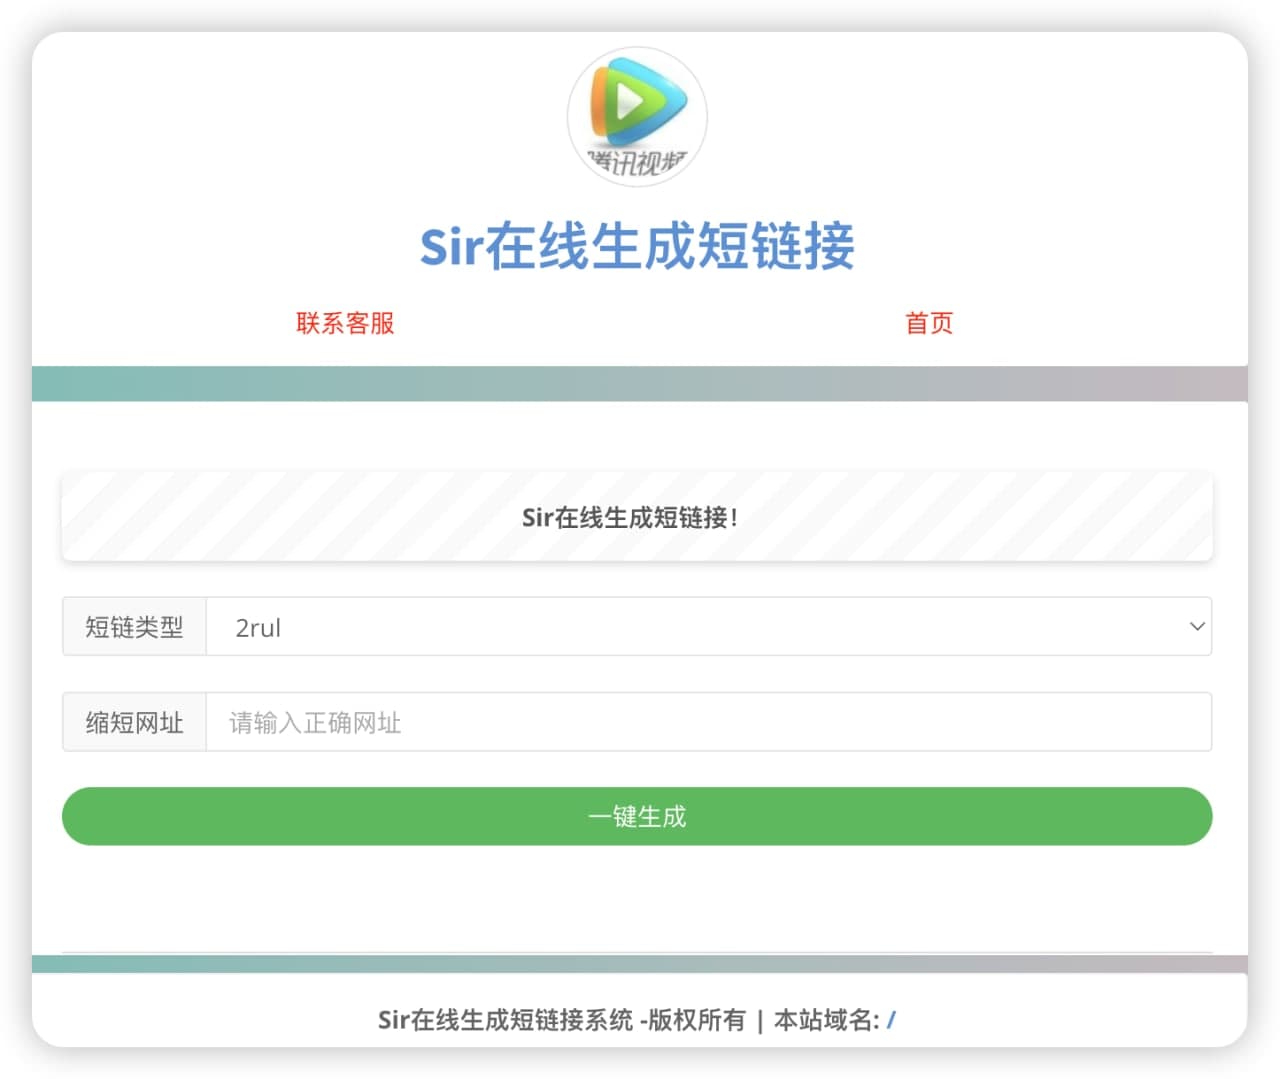 腾讯视频
Sir在线生成短链接
联系客服
首页
Sir在线生成短链接！
短链类型
2rul
缩短网址
请输入正确网址
一键生成
Sir在线生成短链接系统 -版权所有 | 本站域名: /